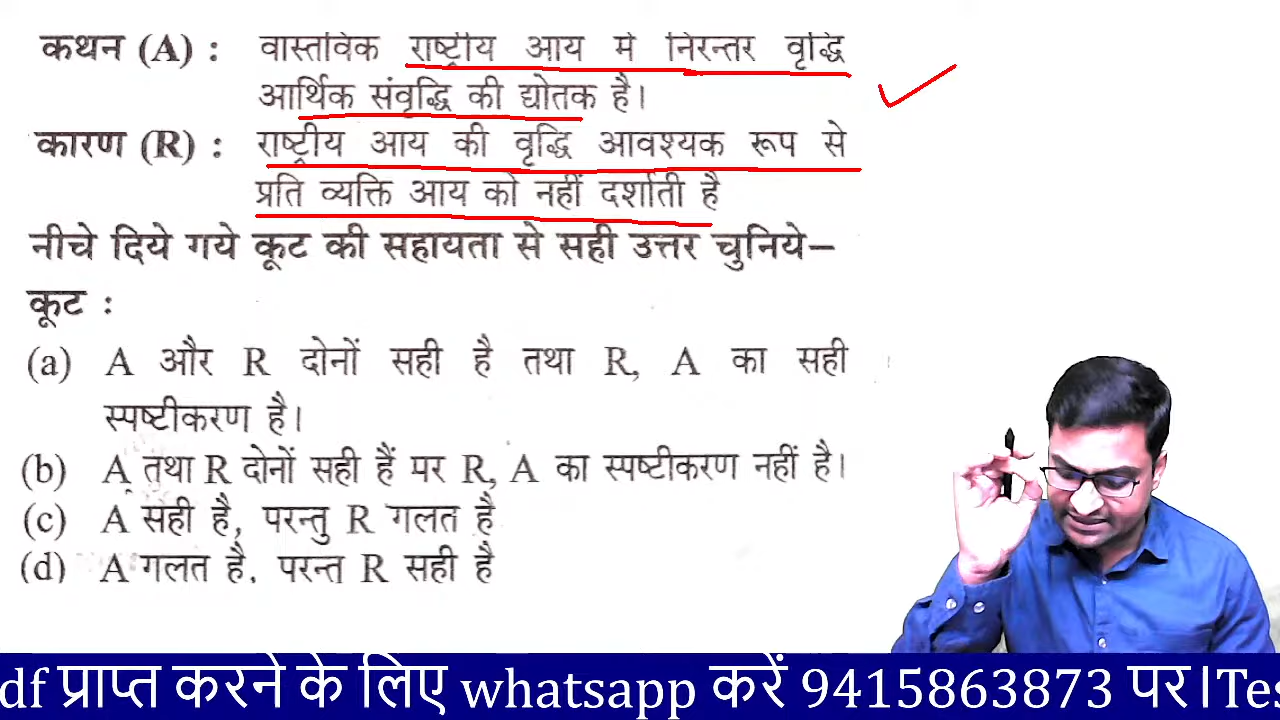 कथन (A) : वास्तविक राष्ट्रीय आय में निरन्तर वृद्धि
आर्थिक संवृद्धि की द्योतक है।
कारण (R) : राष्ट्रीय आय की वृद्धि आवश्यक रूप से
प्रति व्यक्ति आय को नहीं दर्शाती है
नीचे दिये गये कूट की सहायता से सही उत्तर चुनिये–
कूट :
(a) A और R दोनों सही है तथा R, A का सही
स्पष्टीकरण है।
(b) A तथा R दोनों सही हैं पर R, A का स्पष्टीकरण नहीं है।
(c) A सही है, परन्तु R गलत है
(d) A गलत है, परन्तु R सही है
df प्राप्त करने के लिए whatsapp करें 9415863873 पर।Tes